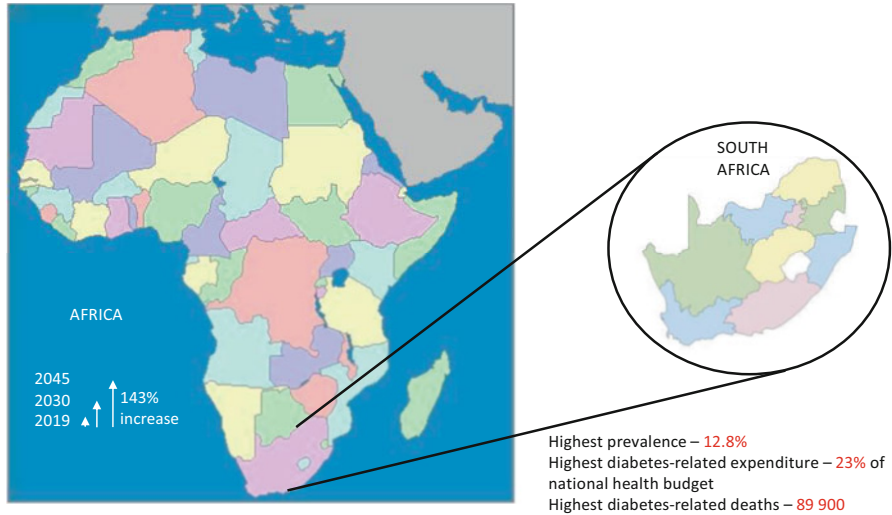 SOUTH
AFRICA
AFRICA
2045
2030
2019
143%
increase
Highest prevalence – 12.8%
Highest diabetes-related expenditure – 23% of
national health budget
Highest diabetes-related deaths – 89 900